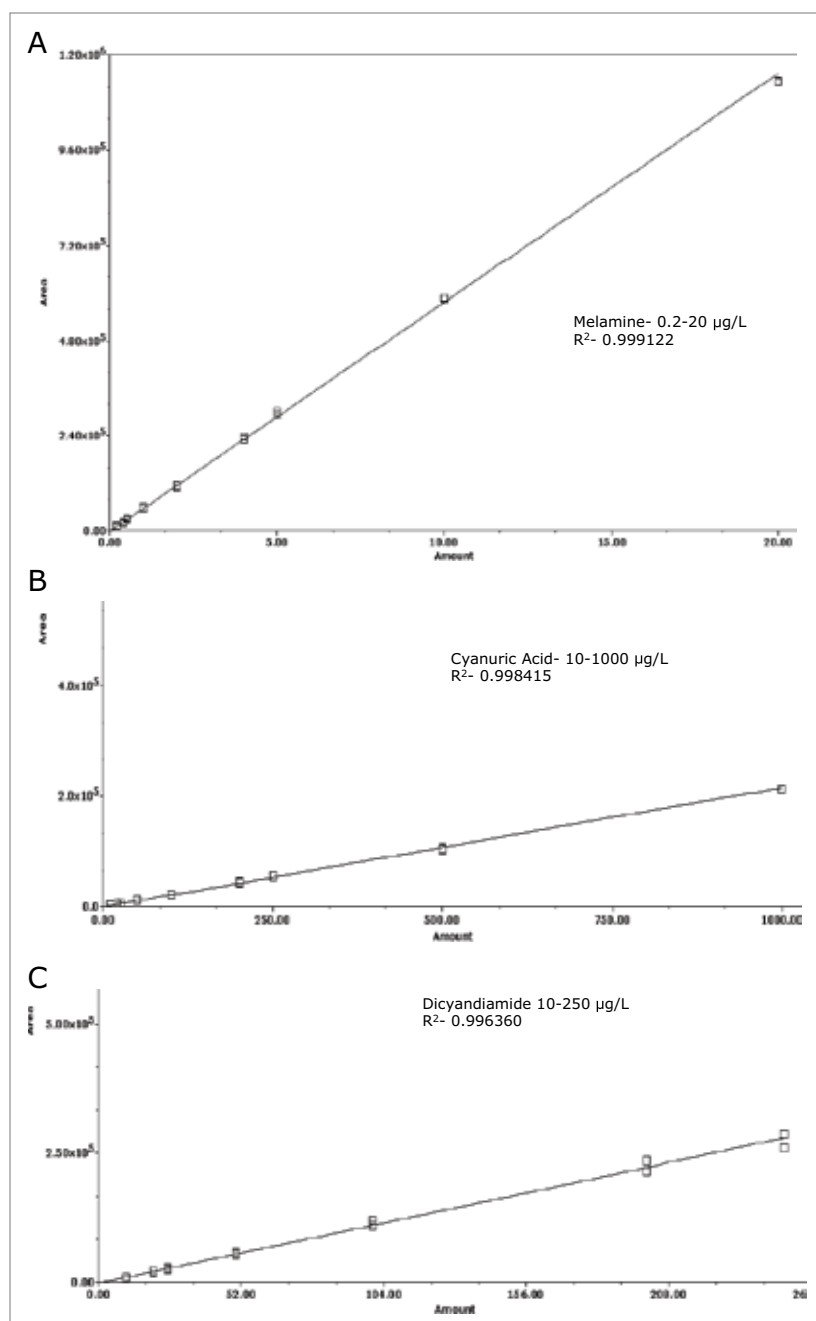 A
1.20x10⁶
9.60x10⁵
7.20x10⁵
Area
4.80x10⁵
Melamine- 0.2-20 µg/L
R²- 0.999122
2.40x10⁵
0.00
0.00 5.00 10.00 15.00 20.00
Amount
B
Area
Cyanuric Acid- 10-1000 µg/L
R²- 0.998415
4.0x10⁵
2.0x10⁵
0.0
0.00 250.00 500.00 750.00 1000.00
Amount
C
Area
Dicyandiamide 10-250 µg/L
R²- 0.996360
5.00x10⁵
2.50x10⁵
0.00
0.00 52.00 104.00 156.00 208.00
Amount